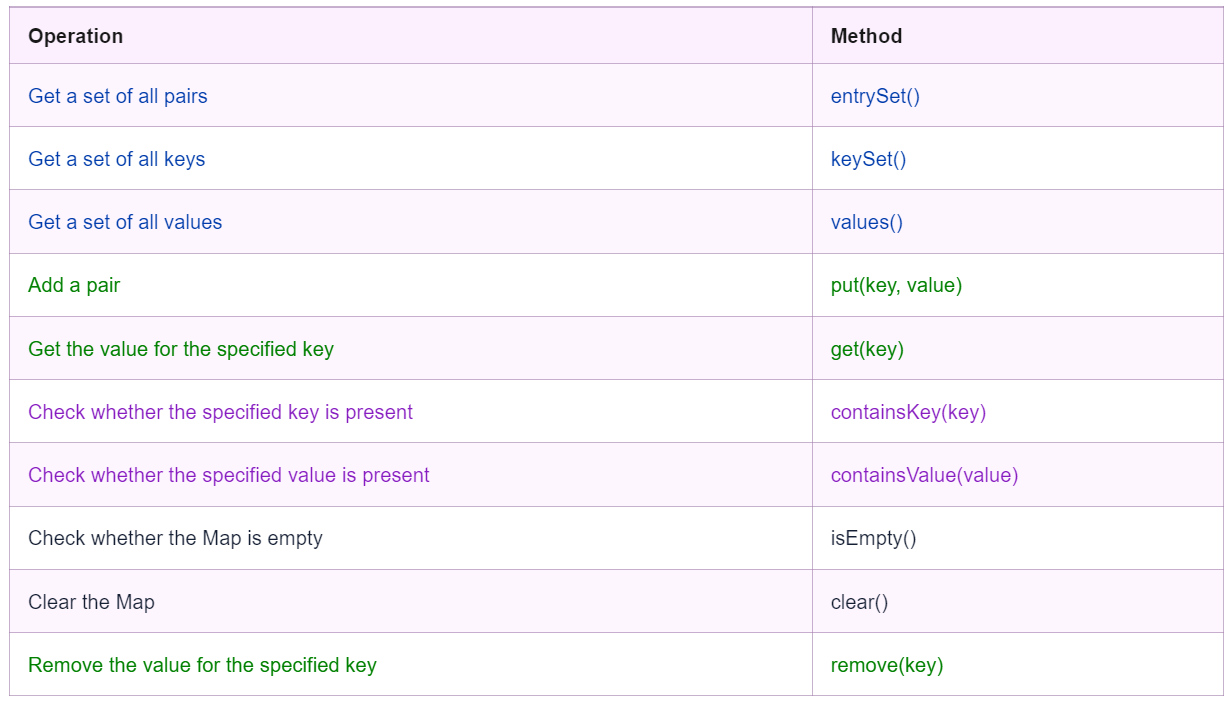 Operation Method
Get a set of all pairs entrySet()
Get a set of all keys keySet()
Get a set of all values values()
Add a pair put(key, value)
Get the value for the specified key get(key)
Check whether the specified key is present containsKey(key)
Check whether the specified value is present containsValue(value)
Check whether the Map is empty isEmpty()
Clear the Map clear()
Remove the value for the specified key remove(key)